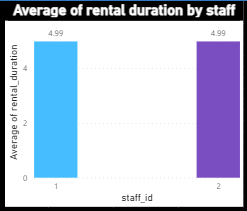 Average of rental duration by staff
4.99
4.99
Average of rental_duration
4
2
0
1
2
staff_id